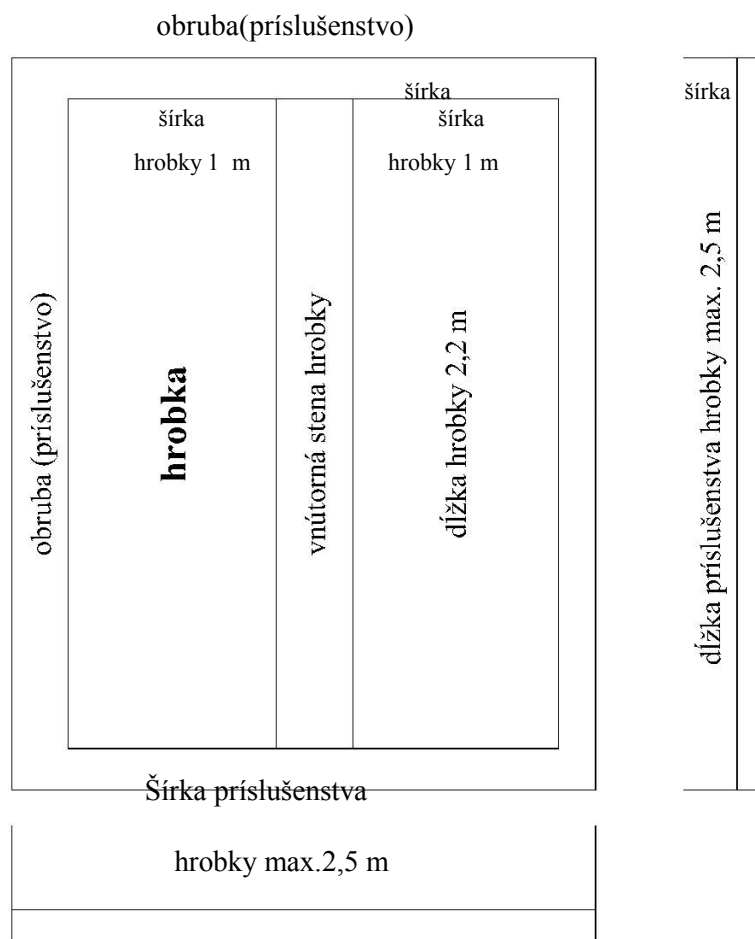 obruba(príslušenstvo)
šírka
šírka
šírka
šírka
hrobky 1 m
hrobky 1 m
obruba (príslušenstvo)
hrobka
vnútorná stena hrobky
dĺžka hrobky 2,2 m
dĺžka príslušenstva hrobky max. 2,5 m
Šírka príslušenstva
hrobky max.2,5 m